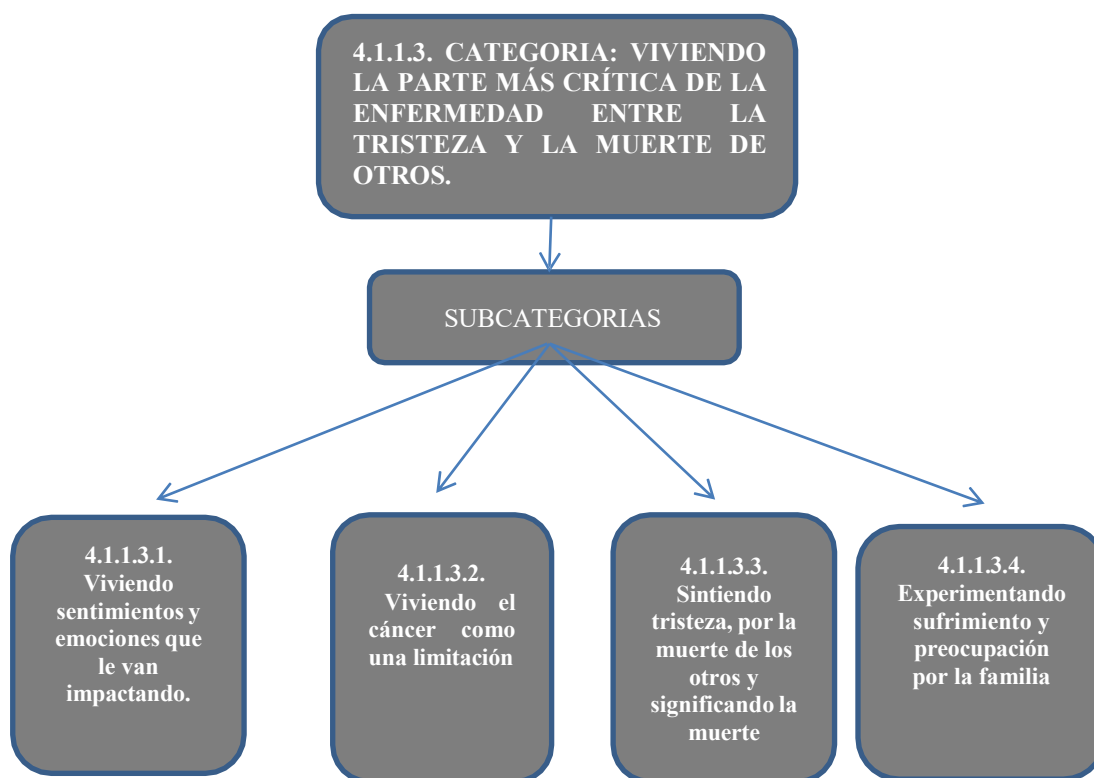 4.1.1.3. CATEGORIA: VIVIENDO
LA PARTE MÁS CRÍTICA DE LA
ENFERMEDAD ENTRE LA
TRISTEZA Y LA MUERTE DE
OTROS.
SUBCATEGORIAS
4.1.1.3.1.
Viviendo
sentimientos y
emociones que
le van
impactando.
4.1.1.3.2.
Viviendo el
cáncer como
una limitación
4.1.1.3.3.
Sintiendo
tristeza, por la
muerte de los
otros y
significando la
muerte
4.1.1.3.4.
Experimentando
sufrimiento y
preocupación
por la familia